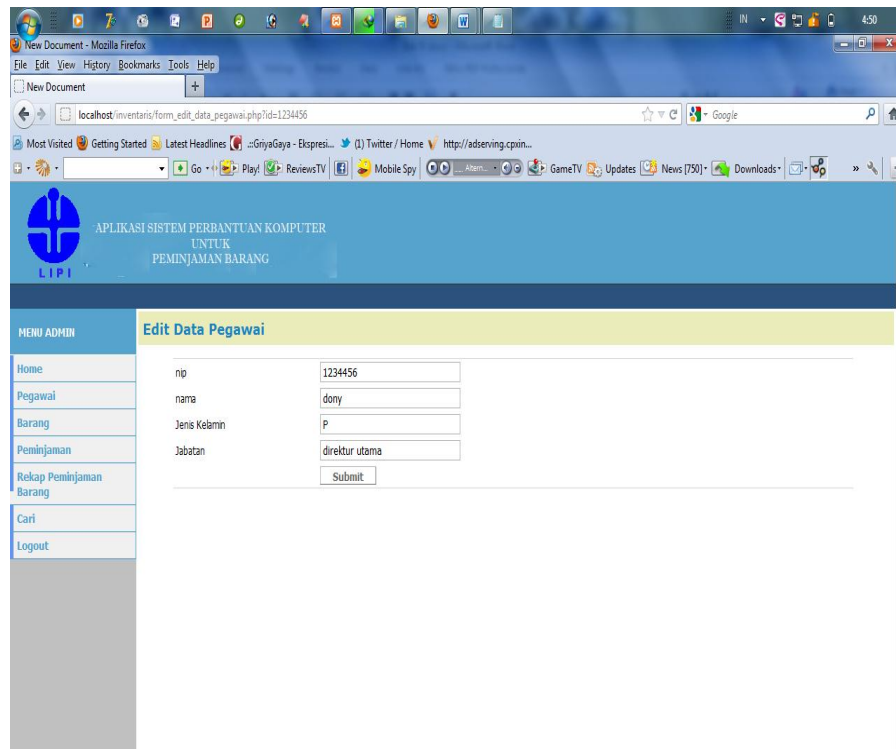 IN 4:50
New Document - Mozilla Firefox
File Edit View History Bookmarks Tools Help
New Document
localhost/inventaris/form_edit_data_pegawai.php?id=1234456 Google
Most Visited Getting Started Latest Headlines .::GriyaGaya - Ekspresi... (1) Twitter / Home http://adserving.cpxin...
Go Play! ReviewsTV Mobile Spy Altern... GameTV Updates News [750] Downloads
LIPI
APLIKASI SISTEM PERBANTUAN KOMPUTER
UNTUK
PEMINJAMAN BARANG
MENU ADMIN
Home
Pegawai
Barang
Peminjaman
Rekap Peminjaman
Barang
Cari
Logout
Edit Data Pegawai
nip 1234456
nama dony
Jenis Kelamin P
Jabatan direktur utama
Submit